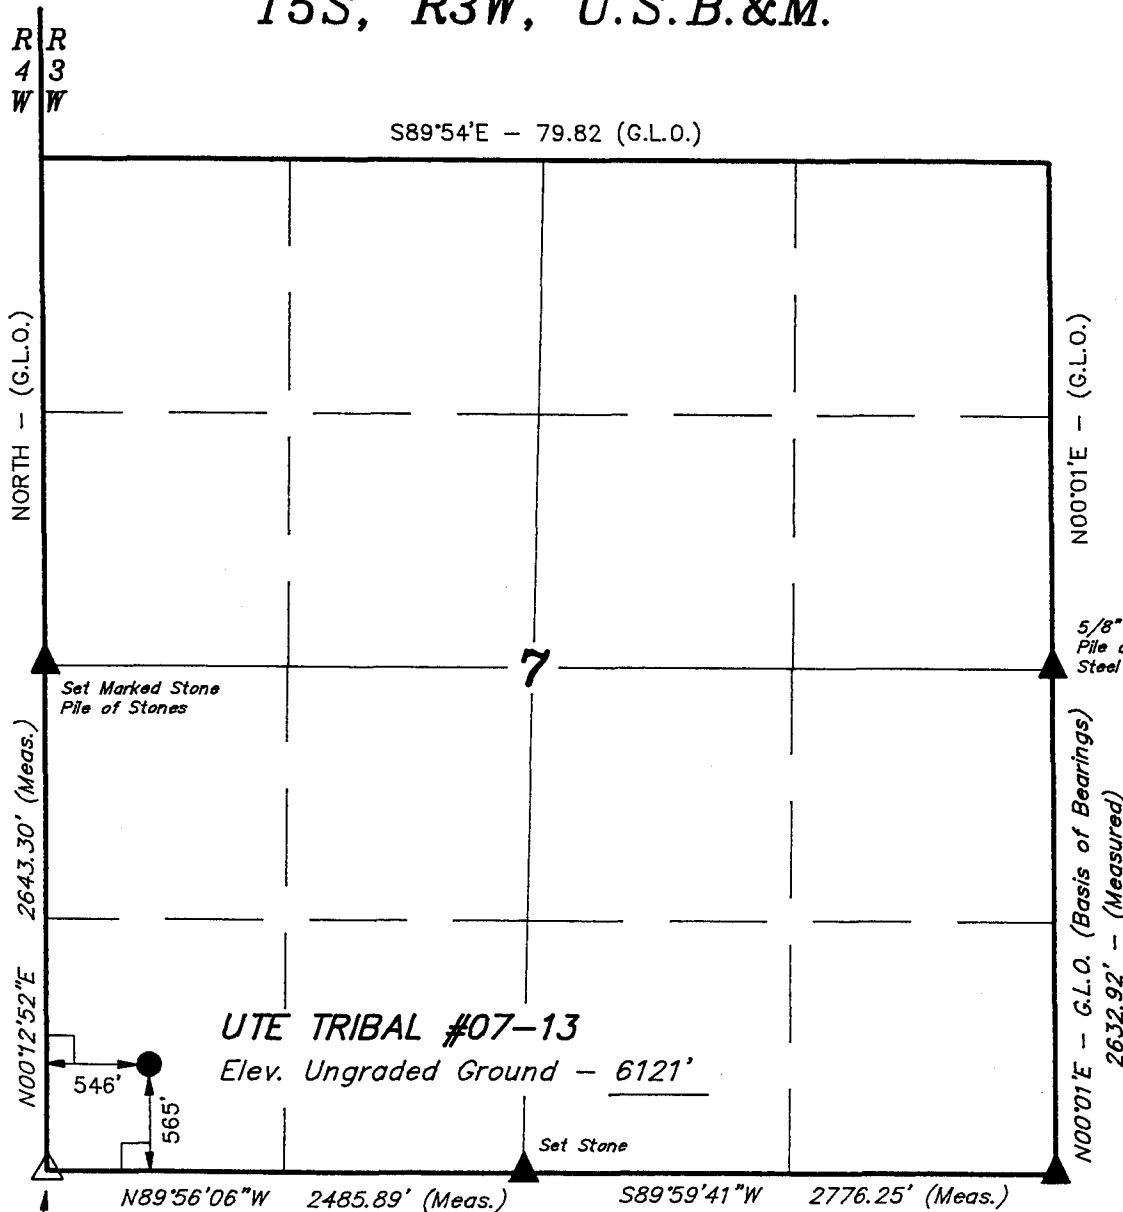 T5S, R3W, U.S.B.&M.
R R
4 3
W W
S89°54'E – 79.82 (G.L.O.)
NORTH – (G.L.O.)
N00°01'E – (G.L.O.)
7
5/8"
Pile
Steel
Set Marked Stone
Pile of Stones
N00°12'52"E 2643.30' (Meas.)
N00°01'E – G.L.O. (Basis of Bearings)
2632.92' – (Measured)
UTE TRIBAL #07–13
Elev. Ungraded Ground – 6121'
546'
565'
Set Stone
N89°56'06"W 2485.89' (Meas.)
S89°59'41"W 2776.25' (Meas.)